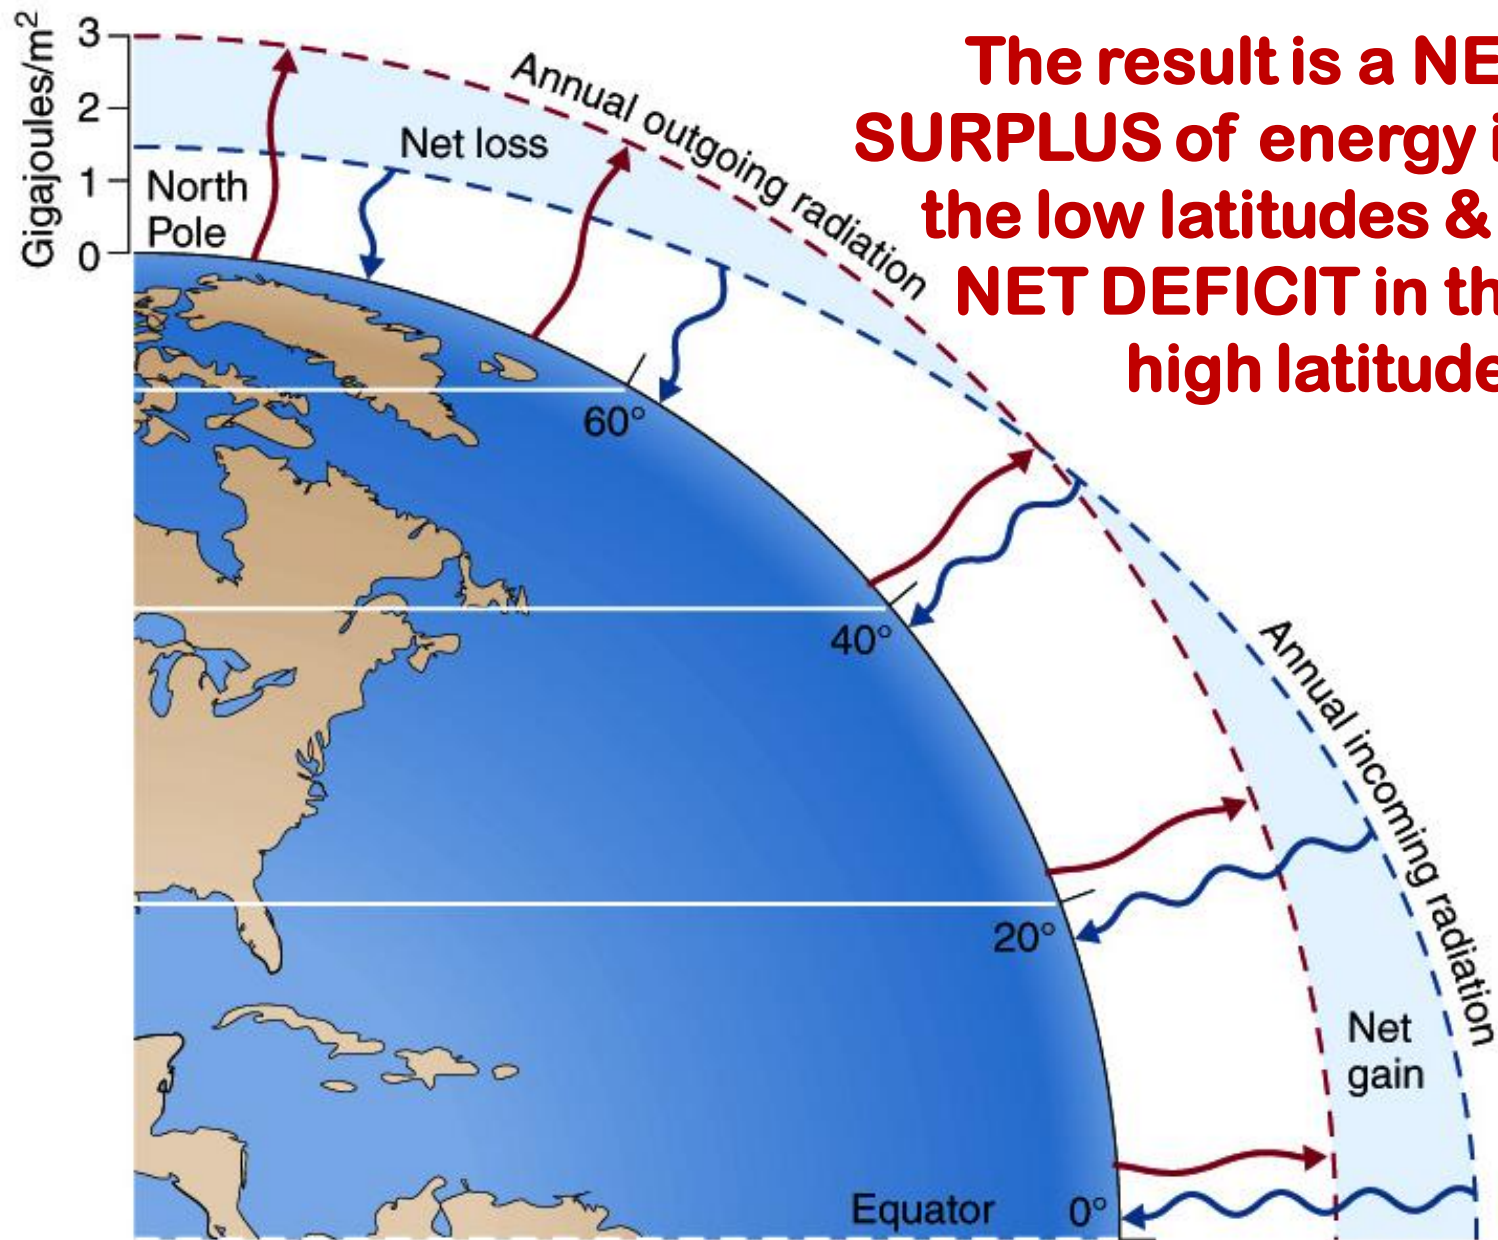 Gigajoules/m²
3
2
1
0
North
Pole
Net loss
Annual outgoing radiation
The result is a NE
SURPLUS of energy i
the low latitudes &
NET DEFICIT in th
high latitude
60°
40°
20°
Annual incoming radiation
Net
gain
Equator 0°